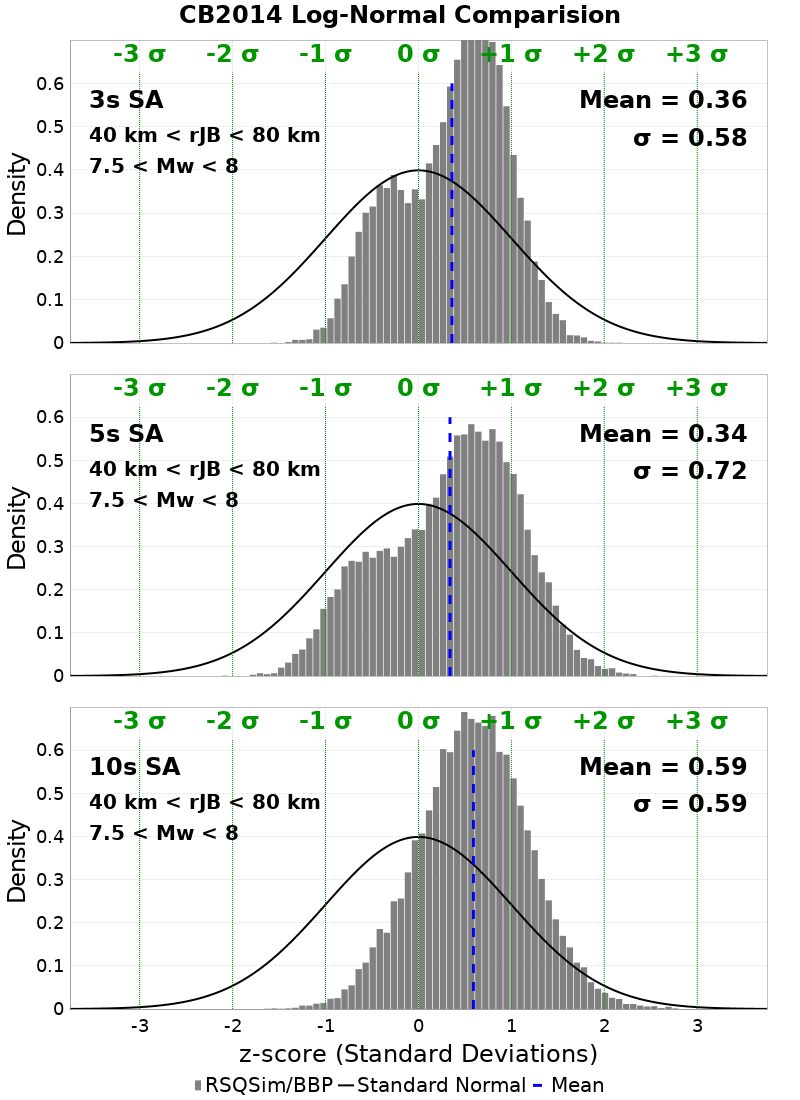 CB2014 Log-Normal Comparision
-3 σ -2 σ -1 σ 0 σ +1 σ +2 σ +3 σ
0.6
3s SA
Mean = 0.36
0.5
40 km < rJB < 80 km
σ = 0.58
7.5 < Mw < 8
0.4
0.3
0.2
0.1
0
Density
-3 σ -2 σ -1 σ 0 σ +1 σ +2 σ +3 σ
0.6
5s SA
Mean = 0.34
0.5
40 km < rJB < 80 km
σ = 0.72
7.5 < Mw < 8
0.4
0.3
0.2
0.1
0
Density
-3 σ -2 σ -1 σ 0 σ +1 σ +2 σ +3 σ
0.6
10s SA
Mean = 0.59
0.5
40 km < rJB < 80 km
σ = 0.59
7.5 < Mw < 8
0.4
0.3
0.2
0.1
0
Density
-3 -2 -1 0 1 2 3
z-score (Standard Deviations)
RSQSim/BBP Standard Normal Mean